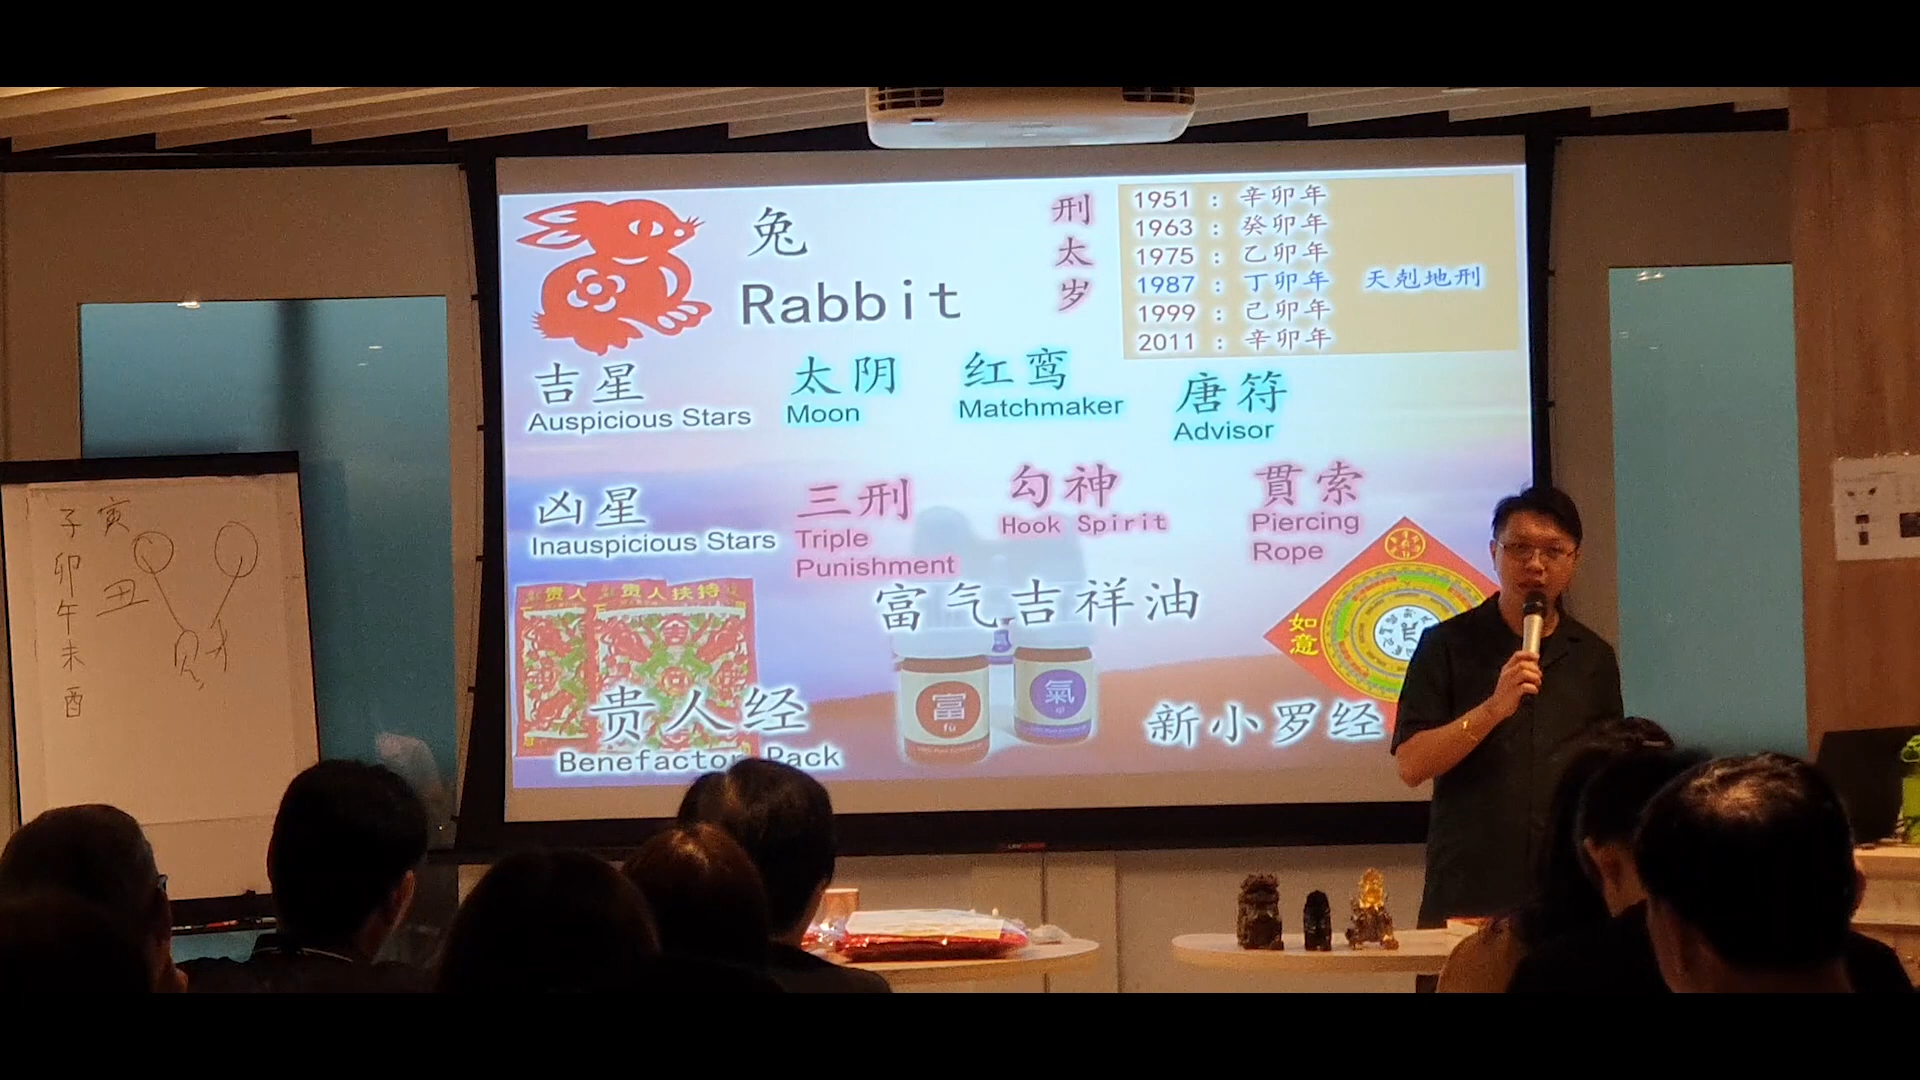 兔
Rabbit
刑
太
岁
1951 : 辛卯年
1963 : 癸卯年
1975 : 乙卯年
1987 : 丁卯年 天剋地刑
1999 : 己卯年
2011 : 辛卯年
吉星
Auspicious Stars
太阴
Moon
红鸾
Matchmaker
唐符
Advisor
凶星
Inauspicious Stars
三刑
Triple
Punishment
勾神
Hook Spirit
貫索
Piercing
Rope
贵人
贵人扶持
富气吉祥油
富
fu
氣
如
意
贵人经
Benefactor Pack
新小罗经
子 寅
卯
丑
午
未
酉
财